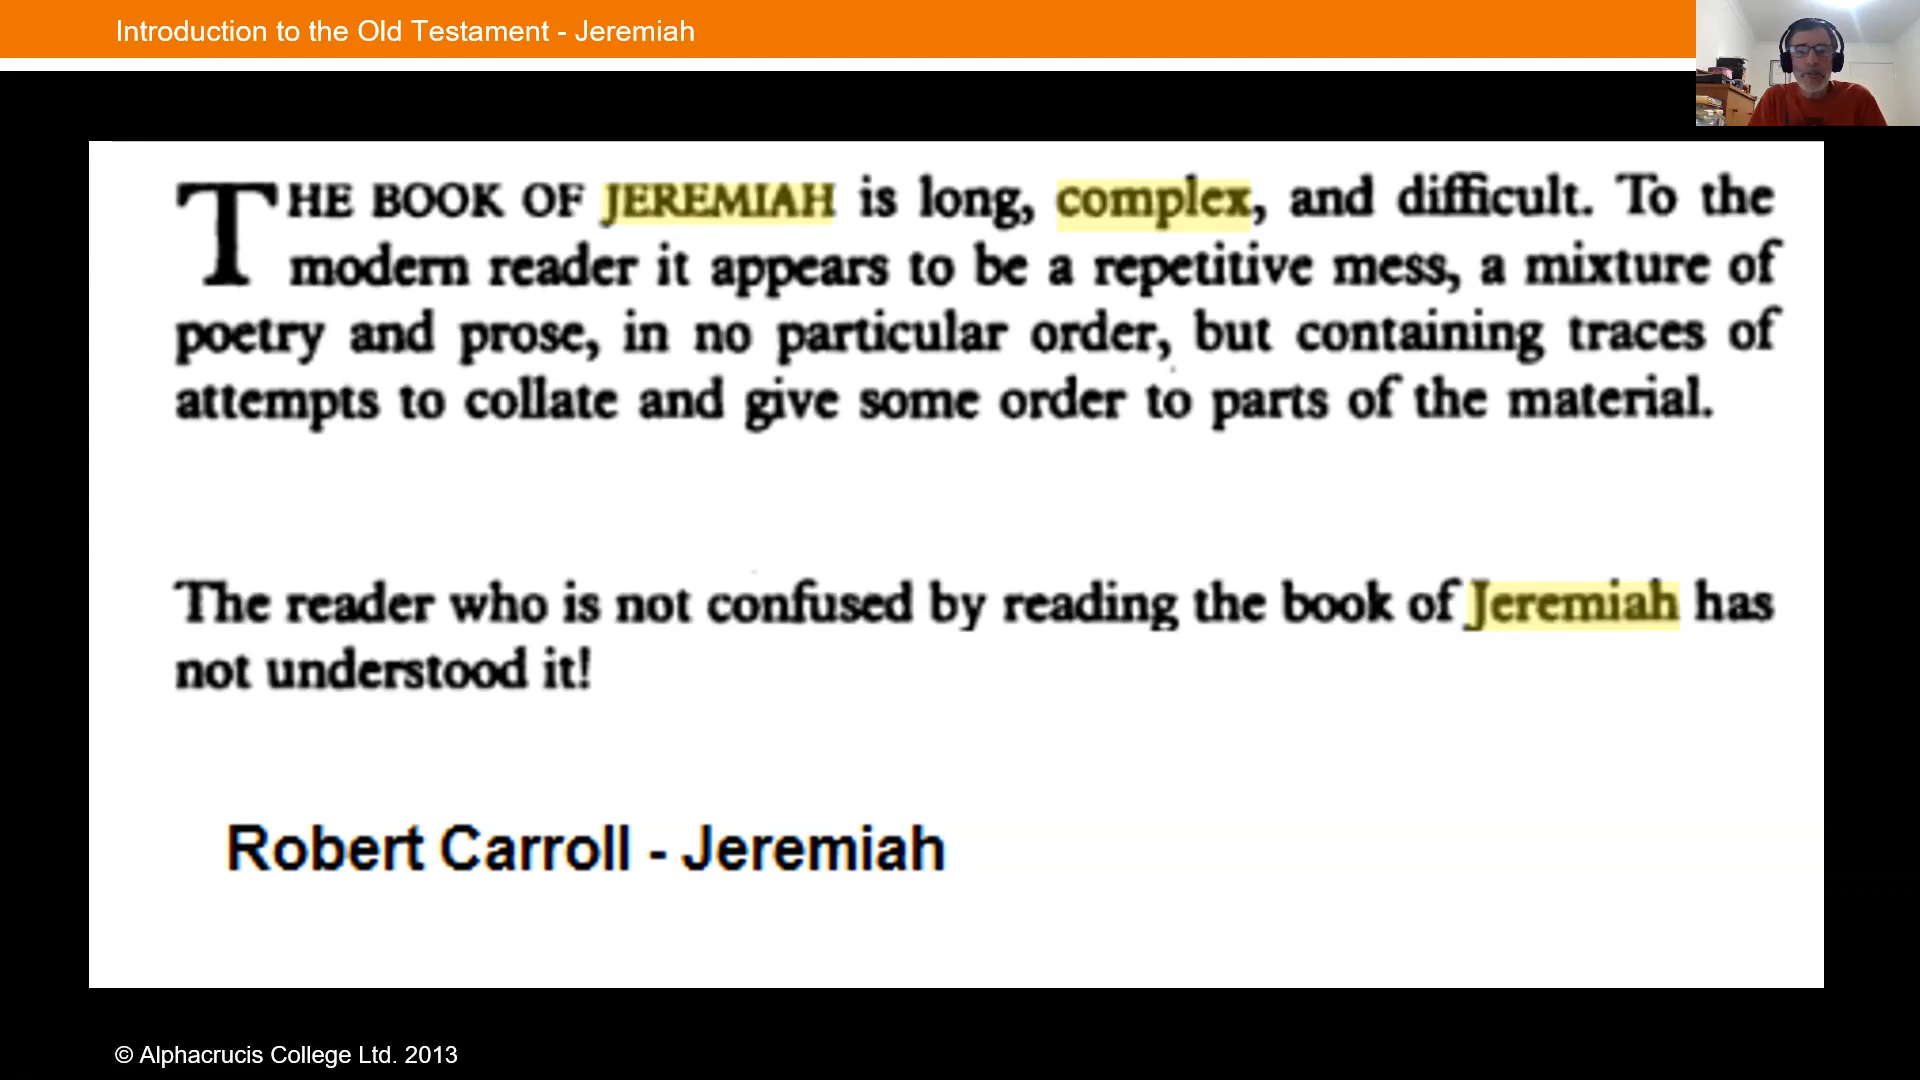 Introduction to the Old Testament - Jeremiah
THE BOOK OF JEREMIAH is long, complex, and difficult. To the
modern reader it appears to be a repetitive mess, a mixture of
poetry and prose, in no particular order, but containing traces of
attempts to collate and give some order to parts of the material.
The reader who is not confused by reading the book of Jeremiah has
not understood it!
Robert Carroll - Jeremiah
© Alphacrucis College Ltd. 2013